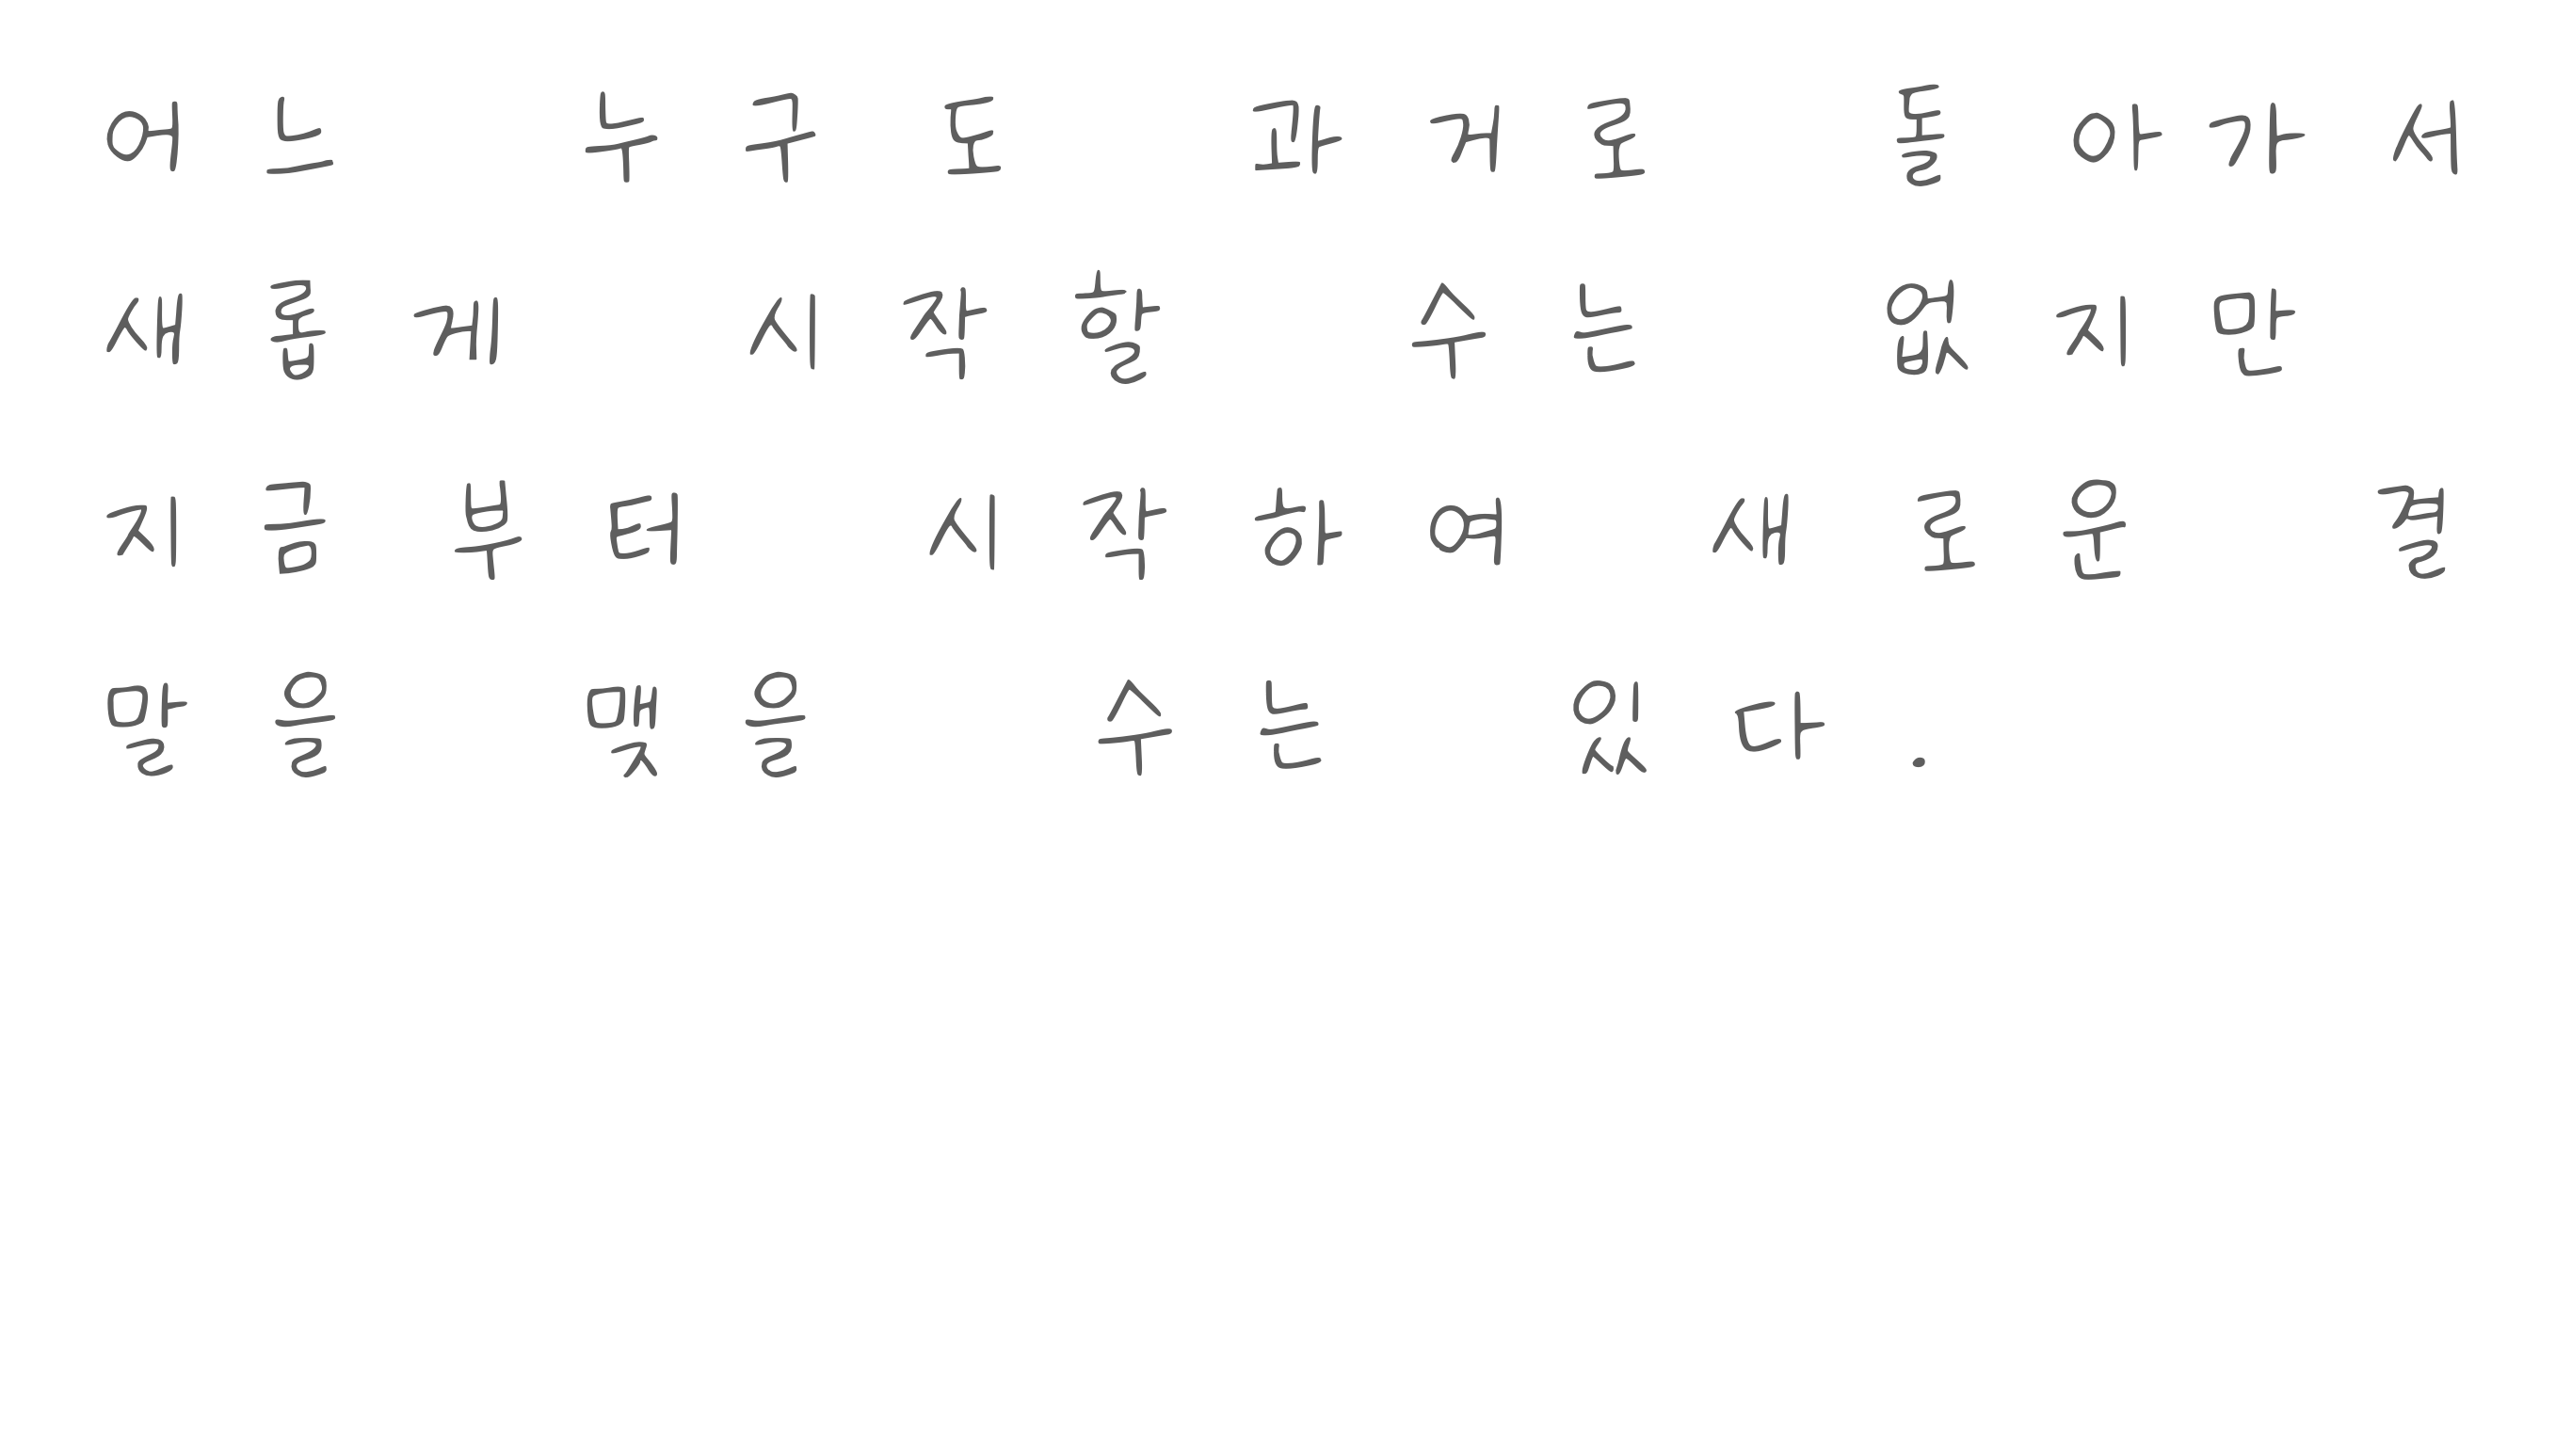 어느 누구도 과거로 돌아가서
새롭게 시작할 수는 없지만
지금부터 시작하여 새로운 결
말을 맺을 수는 있다.